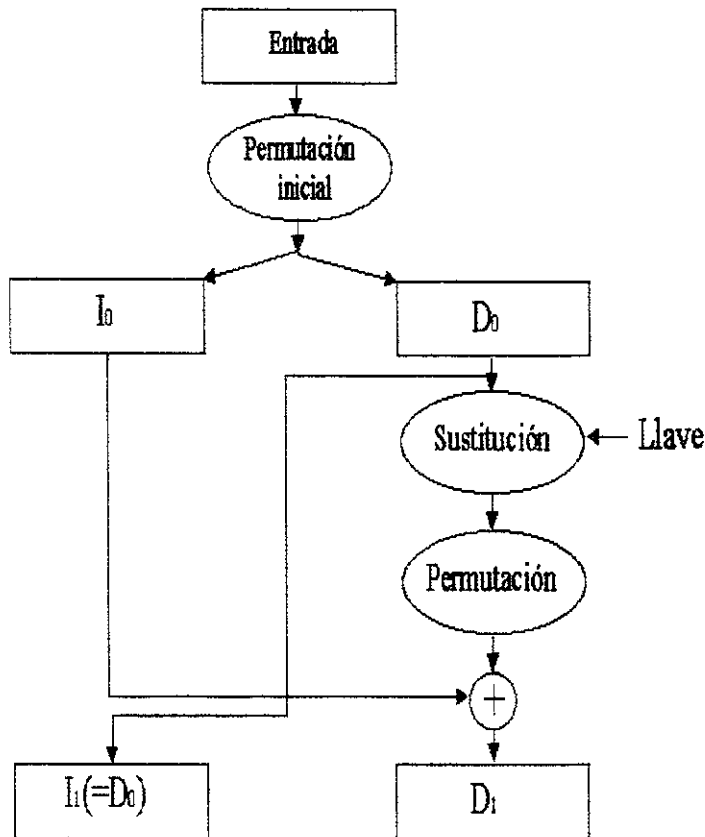 Entrada
Permutación
inicial
I₀
D₀
Sustitución
Llave
Permutación
+
I₁(=D₀)
D₁